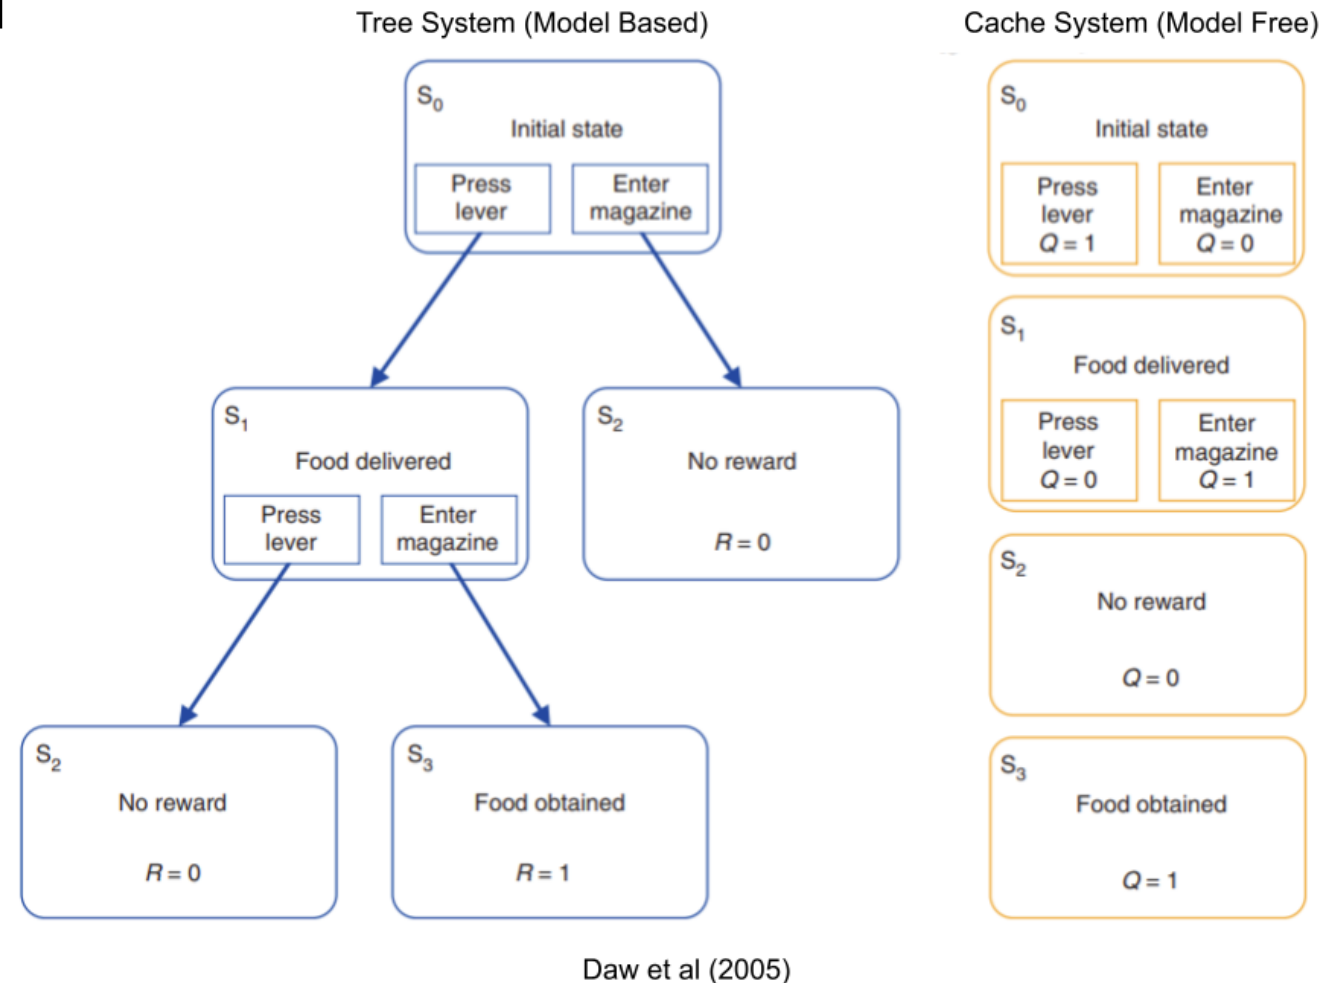 Tree System (Model Based)
Cache System (Model Free)
S0
Initial state
Press
lever
Enter
magazine
S1
Food delivered
Press
lever
Enter
magazine
S2
No reward
R = 0
S2
No reward
R = 0
S3
Food obtained
R = 1
S0
Initial state
Press
lever
Q = 1
Enter
magazine
Q = 0
S1
Food delivered
Press
lever
Q = 0
Enter
magazine
Q = 1
S2
No reward
Q = 0
S3
Food obtained
Q = 1
Daw et al (2005)